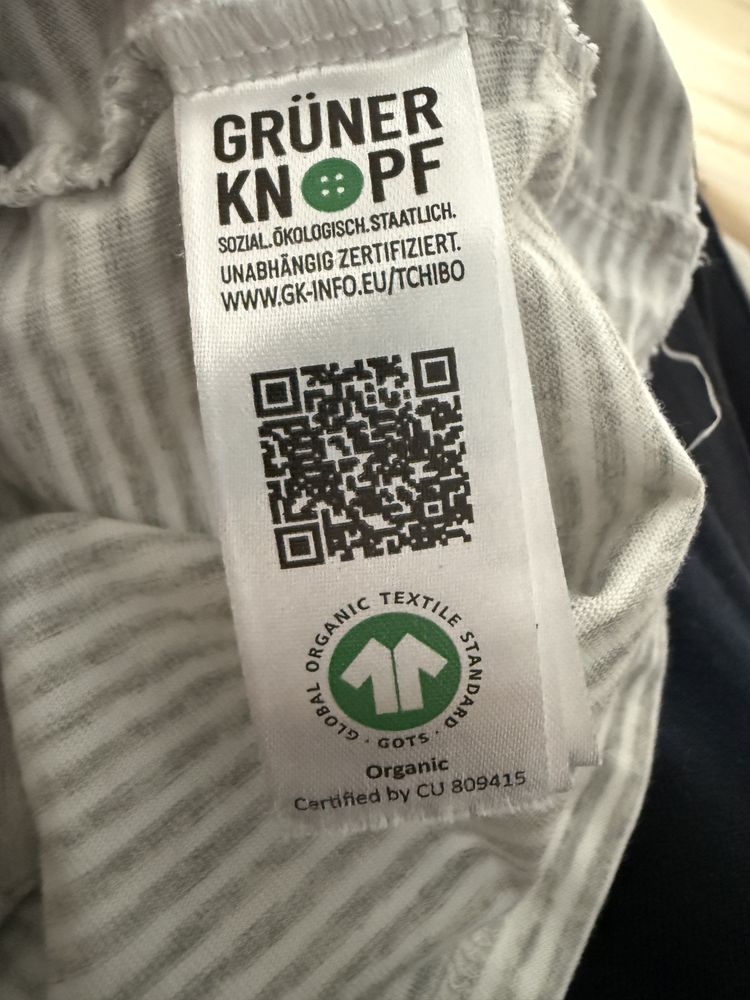 GRÜNER
KNOPF
SOZIAL.ÖKOLOGISCH.STAATLICH.
UNABHÄNGIG ZERTIFIZIERT.
WWW.GK-INFO.EU/TCHIBO
GLOBAL ORGANIC TEXTILE STANDARD · GOTS ·
Organic
Certified by CU 809415